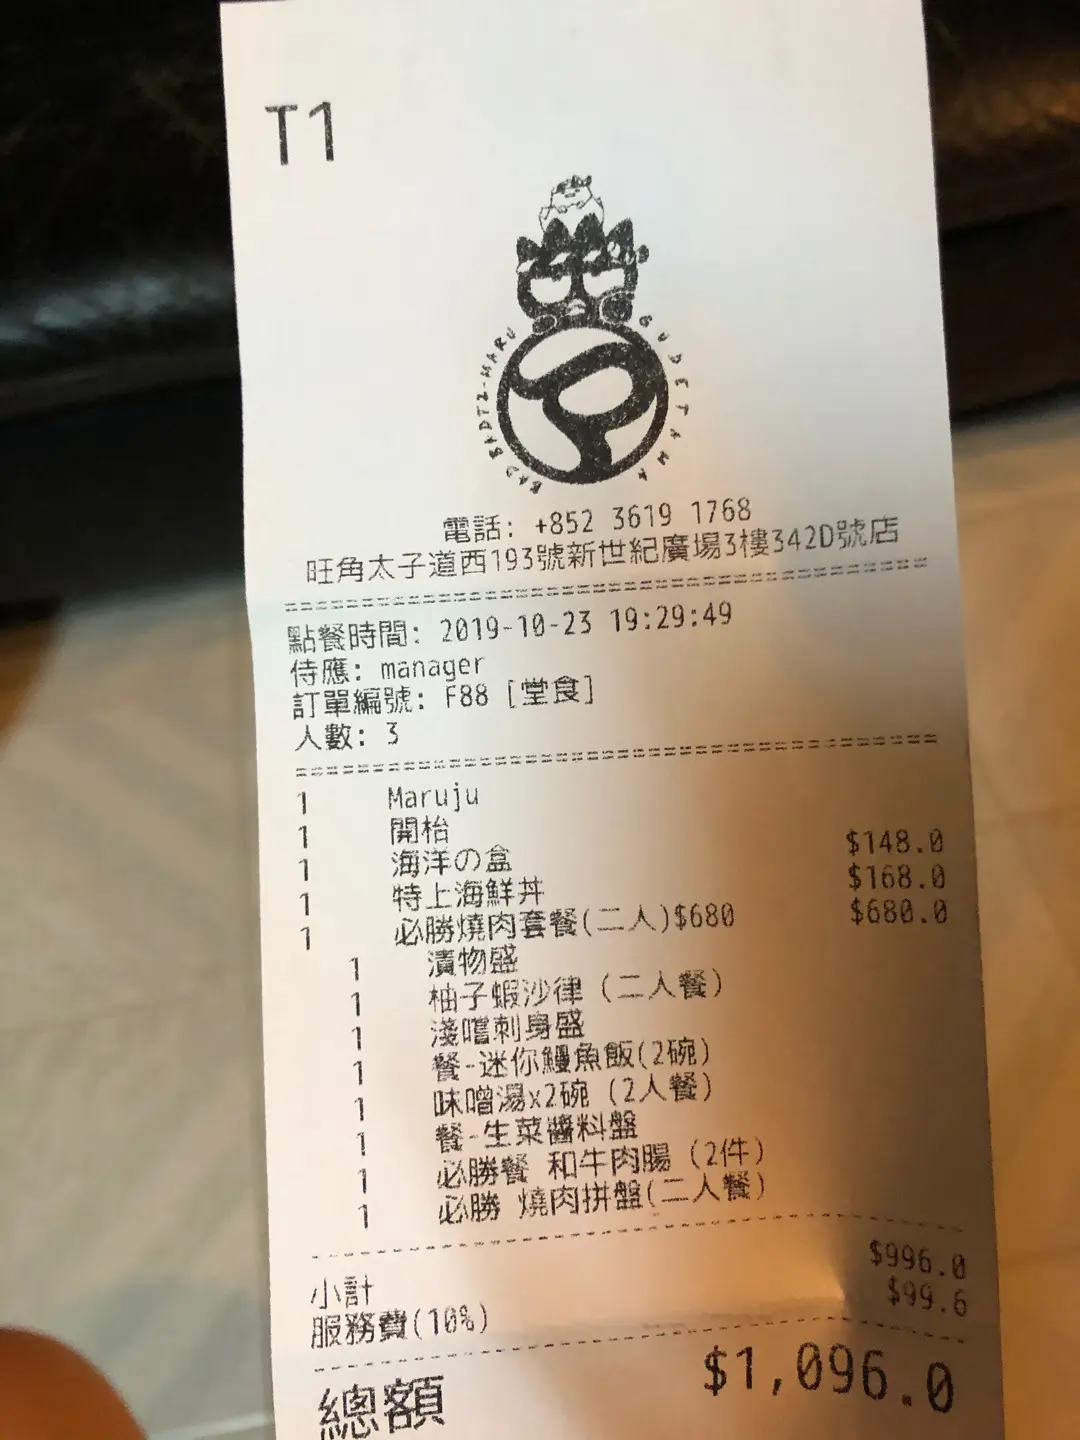 T1
BAD BADTZ-MARU
GUDETAMA
電話: +852 3619 1768
旺角太子道西193號新世紀廣場3樓342D號店
點餐時間: 2019-10-23 19:29:49
侍應: manager
訂單編號: F88 [堂食]
人數: 3
1 Maruju
1 開枱
1 海洋の盒 $148.0
1 特上海鮮丼 $168.0
1 必勝燒肉套餐(二人)$680 $680.0
1 漬物盛
1 柚子蝦沙律 (二人餐)
1 淺嚐刺身盛
1 餐-迷你鰻魚飯(2碗)
1 味噌湯x2碗 (2人餐)
1 餐-生菜醬料盤
1 必勝餐 和牛肉腸 (2件)
1 必勝 燒肉拼盤(二人餐)
小計 $996.0
服務費(10%) $99.6
總額 $1,096.0